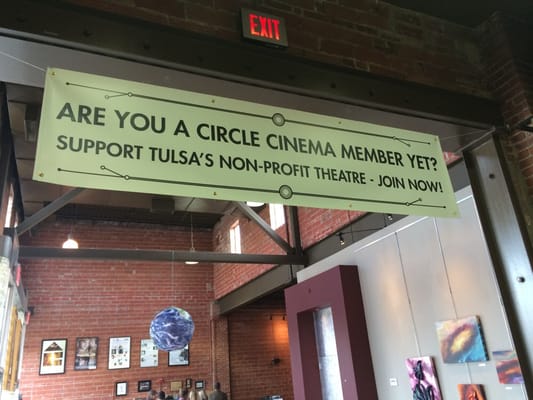 EXIT
ARE YOU A CIRCLE CINEMA MEMBER YET?
SUPPORT TULSA'S NON-PROFIT THEATRE - JOIN NOW!